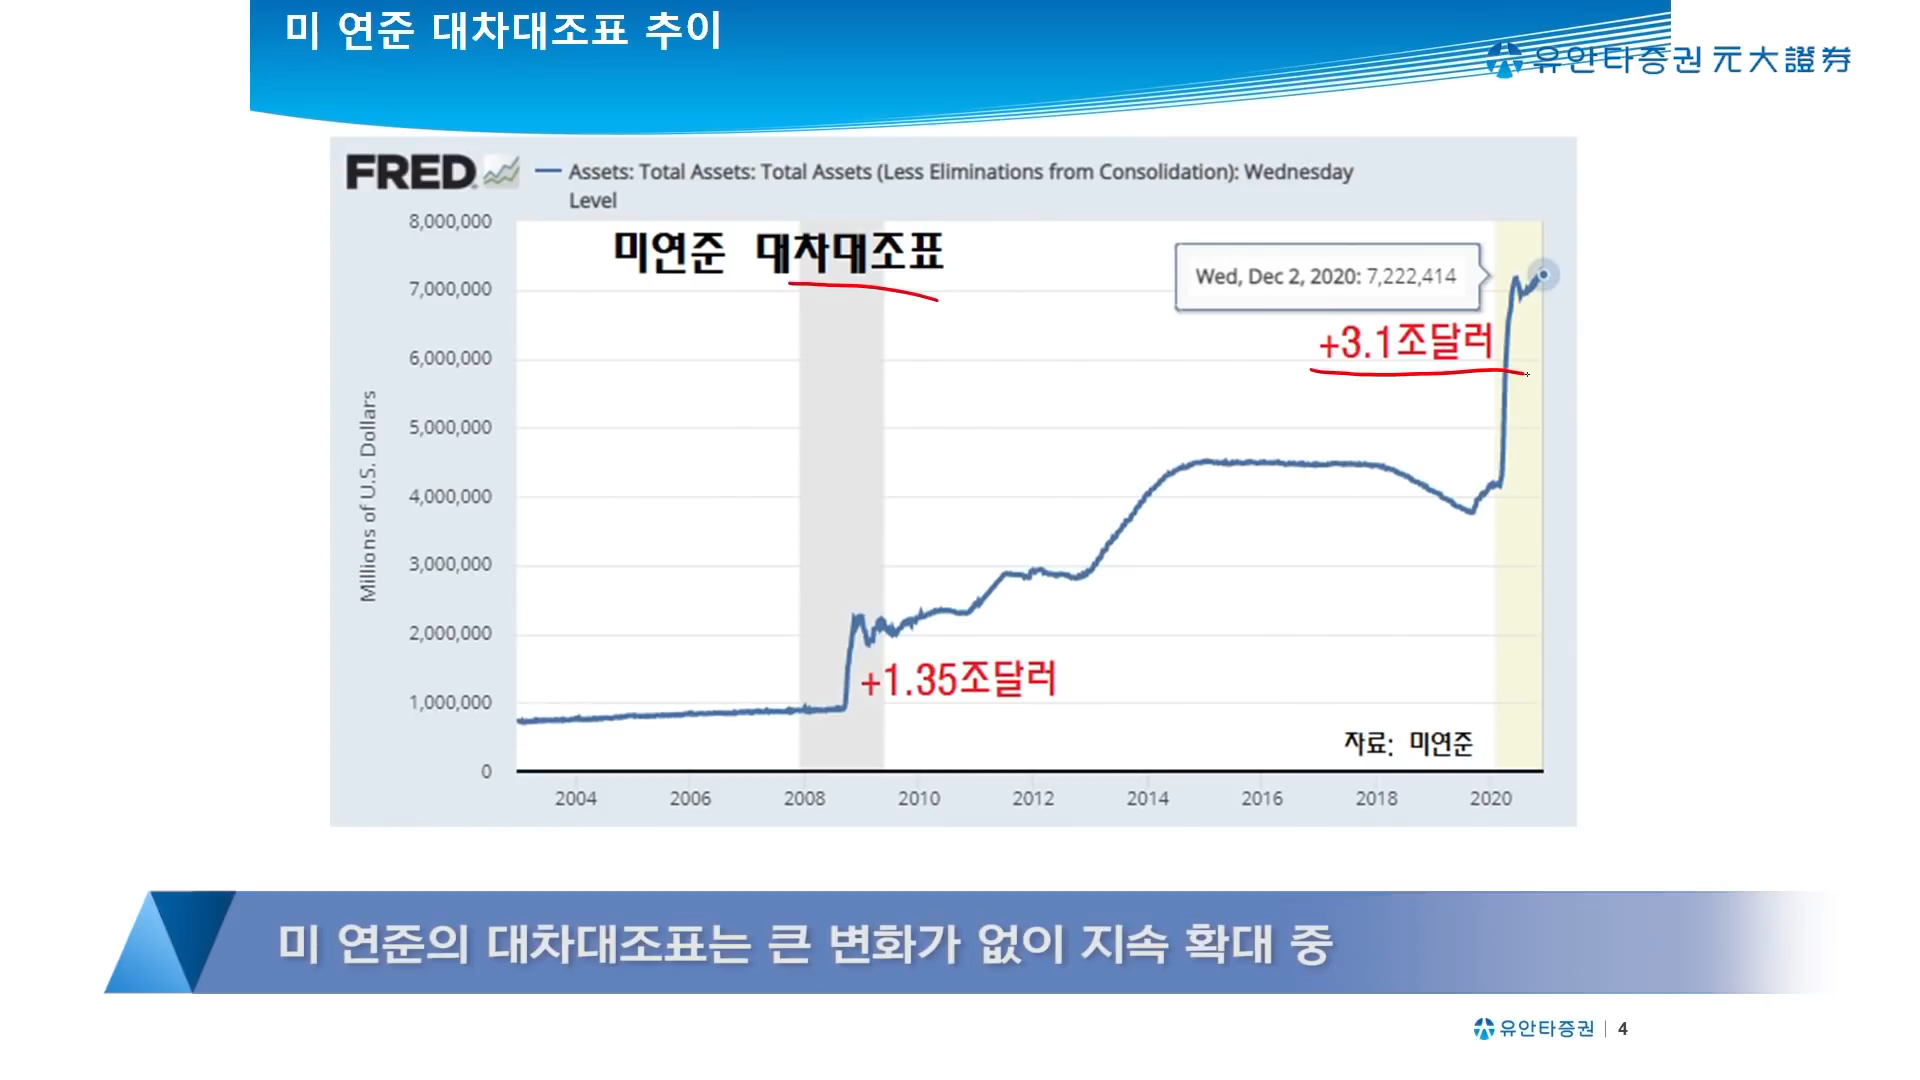 미 연준 대차대조표 추이
유안타증권 元大證券
FRED
Assets: Total Assets: Total Assets (Less Eliminations from Consolidation): Wednesday
Level
미연준 대차대조표
Wed, Dec 2, 2020: 7,222,414
+3.1조달러
+1.35조달러
자료: 미연준
Millions of U.S. Dollars
8,000,000
7,000,000
6,000,000
5,000,000
4,000,000
3,000,000
2,000,000
1,000,000
0
2004 2006 2008 2010 2012 2014 2016 2018 2020
미 연준의 대차대조표는 큰 변화가 없이 지속 확대 중
유안타증권 | 4